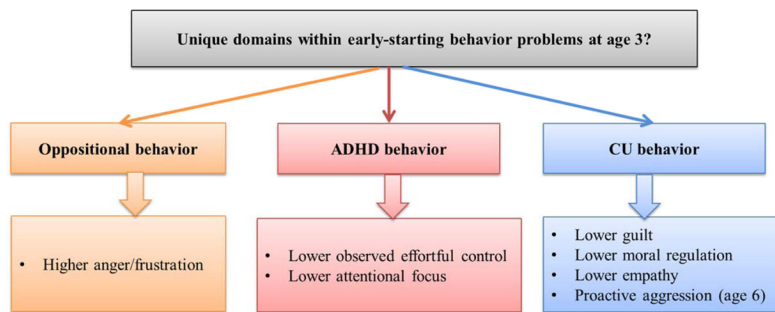 Unique domains within early-starting behavior problems at age 3?
Oppositional behavior
ADHD behavior
CU behavior
• Higher anger/frustration
• Lower observed effortful control
• Lower attentional focus
• Lower guilt
• Lower moral regulation
• Lower empathy
• Proactive aggression (age 6)